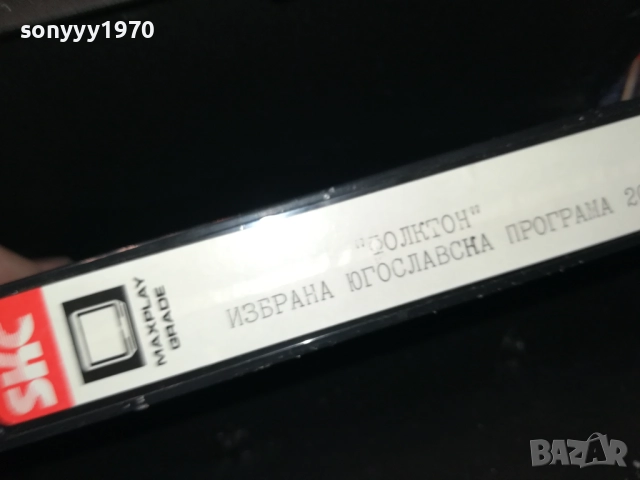 sonyyy1970
"ФОЛКТОН"
ИЗБРАНА ЮГОСЛАВСКА ПРОГРАМА
SKC
MAXPLAY
GRADE
BAZAR